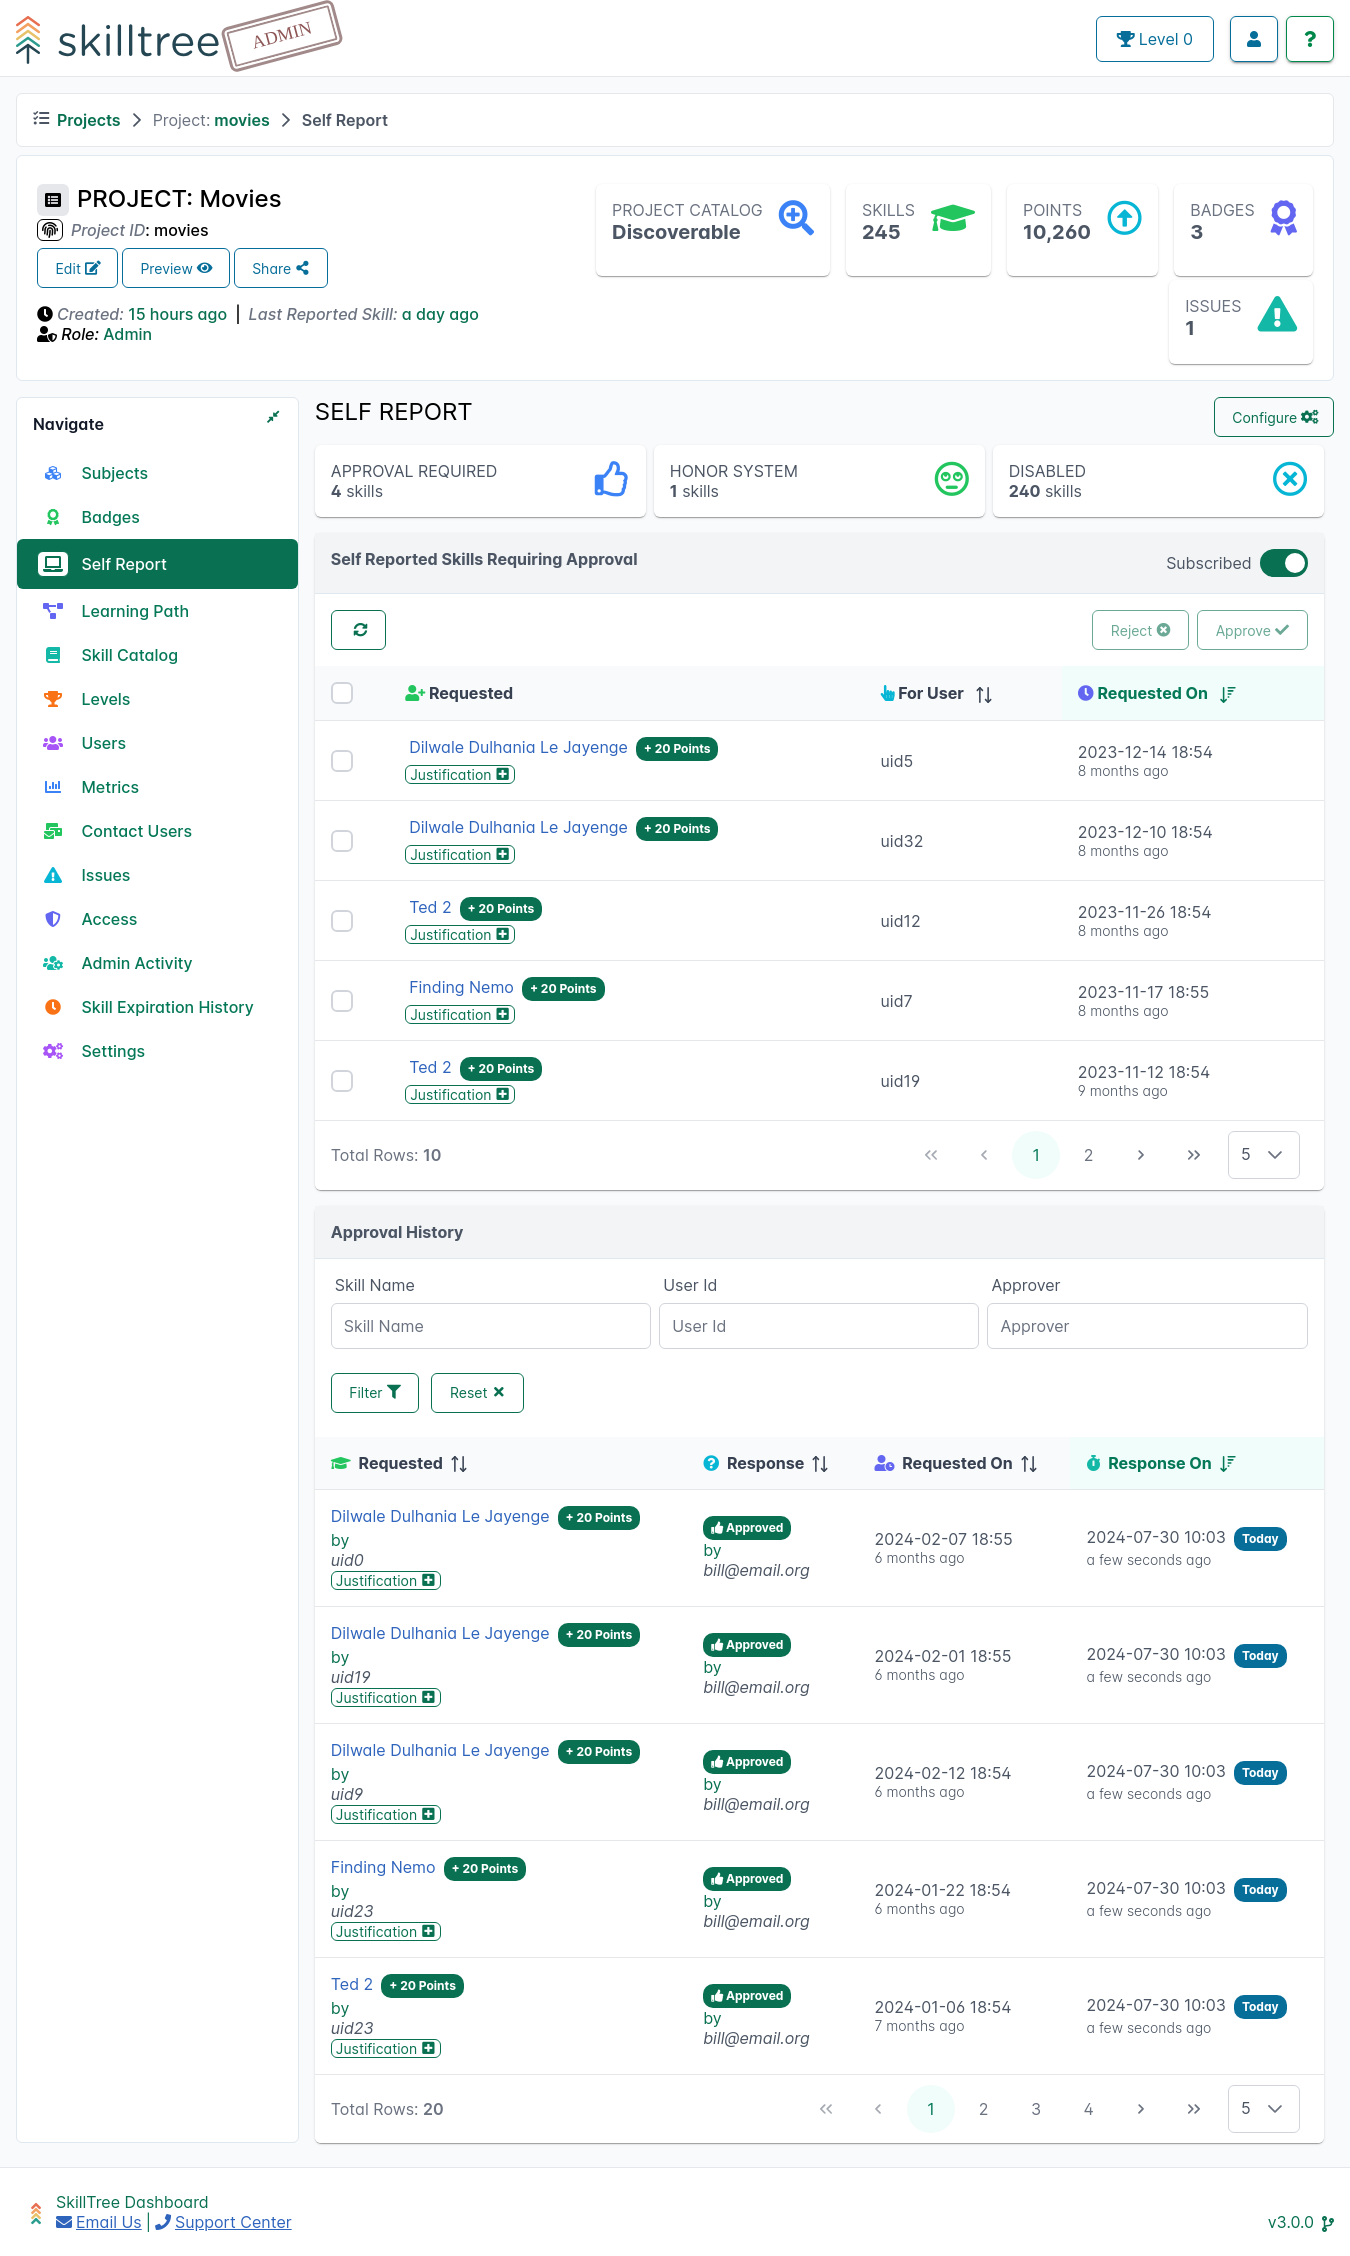 skilltree
ADMIN
Level 0
?
Projects > Project: movies > Self Report
PROJECT: Movies
Project ID: movies
Edit
Preview
Share
Created: 15 hours ago | Last Reported Skill: a day ago
Role: Admin
PROJECT CATALOG
Discoverable
SKILLS
245
POINTS
10,260
BADGES
3
ISSUES
1
Navigate
Subjects
Badges
Self Report
Learning Path
Skill Catalog
Levels
Users
Metrics
Contact Users
Issues
Access
Admin Activity
Skill Expiration History
Settings
SELF REPORT
Configure
APPROVAL REQUIRED
4 skills
HONOR SYSTEM
1 skills
DISABLED
240 skills
Self Reported Skills Requiring Approval
Subscribed
Reject
Approve
Requested For User Requested On
Dilwale Dulhania Le Jayenge + 20 Points
Justification
uid5
2023-12-14 18:54
8 months ago
Dilwale Dulhania Le Jayenge + 20 Points
Justification
uid32
2023-12-10 18:54
8 months ago
Ted 2 + 20 Points
Justification
uid12
2023-11-26 18:54
8 months ago
Finding Nemo + 20 Points
Justification
uid7
2023-11-17 18:55
8 months ago
Ted 2 + 20 Points
Justification
uid19
2023-11-12 18:54
9 months ago
Total Rows: 10 « ‹ 1 2 › » 5
Approval History
Skill Name User Id Approver
Skill Name User Id Approver
Filter
Reset
Requested Response Requested On Response On
Dilwale Dulhania Le Jayenge + 20 Points
by
uid0
Justification
Approved
by
bill@email.org
2024-02-07 18:55
6 months ago
2024-07-30 10:03 Today
a few seconds ago
Dilwale Dulhania Le Jayenge + 20 Points
by
uid19
Justification
Approved
by
bill@email.org
2024-02-01 18:55
6 months ago
2024-07-30 10:03 Today
a few seconds ago
Dilwale Dulhania Le Jayenge + 20 Points
by
uid9
Justification
Approved
by
bill@email.org
2024-02-12 18:54
6 months ago
2024-07-30 10:03 Today
a few seconds ago
Finding Nemo + 20 Points
by
uid23
Justification
Approved
by
bill@email.org
2024-01-22 18:54
6 months ago
2024-07-30 10:03 Today
a few seconds ago
Ted 2 + 20 Points
by
uid23
Justification
Approved
by
bill@email.org
2024-01-06 18:54
7 months ago
2024-07-30 10:03 Today
a few seconds ago
Total Rows: 20 « ‹ 1 2 3 4 › » 5
SkillTree Dashboard
Email Us | Support Center
v3.0.0